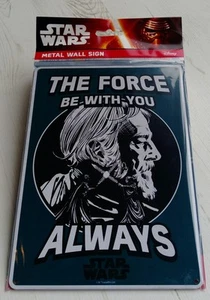 STAR
WARS
METAL WALL SIGN
THE FORCE
BE WITH YOU
ALWAYS
STAR
WARS